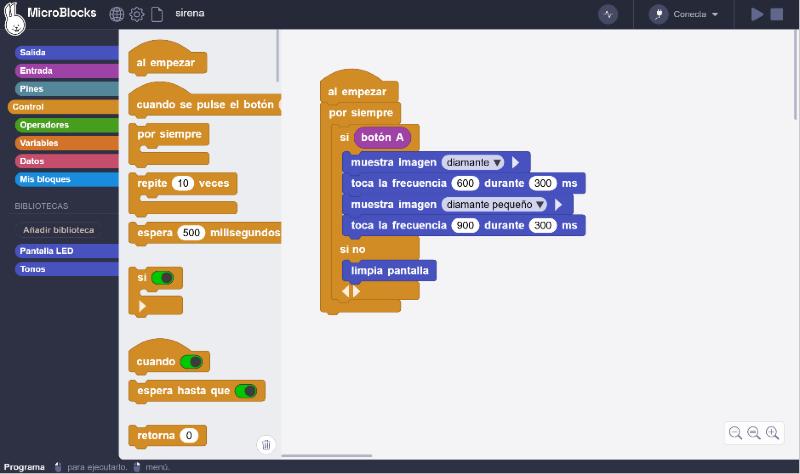 MicroBlocks
sirena
Conecta
Salida
Entrada
Pines
Control
Operadores
Variables
Datos
Mis bloques
BIBLIOTECAS
Añadir biblioteca
Pantalla LED
Tonos
al empezar
cuando se pulse el botón
por siempre
repite 10 veces
espera 500 milisegundos
si
cuando
espera hasta que
retorna 0
al empezar
por siempre
si botón A
muestra imagen diamante
toca la frecuencia 600 durante 300 ms
muestra imagen diamante pequeño
toca la frecuencia 900 durante 300 ms
si no
limpia pantalla
Programa para ejecutarlo. menú.